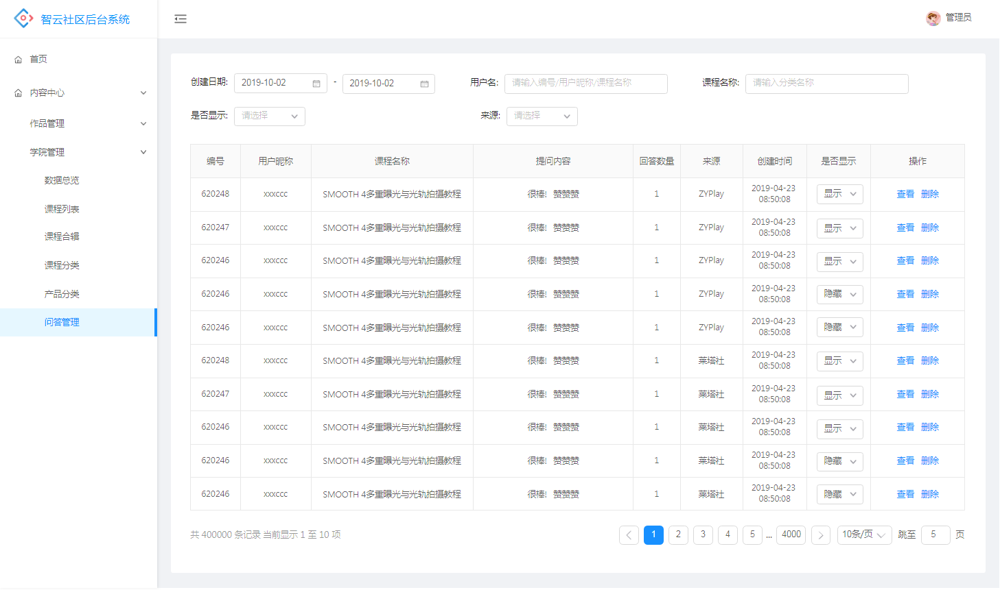 智云社区后台系统
管理员
首页
内容中心
作品管理
学院管理
数据总览
课程列表
课程合辑
课程分类
产品分类
问答管理
创建日期: 2019-10-02 - 2019-10-02 用户名: 请输入编号/用户昵称/课程名称 课程名称: 请输入分类名称
是否显示: 请选择 来源: 请选择
编号 用户昵称 课程名称 提问内容 回答数量 来源 创建时间 是否显示 操作
620248 xxxccc SMOOTH 4多重曝光与光轨拍摄教程 很棒! 赞赞赞 1 ZYPlay 2019-04-23 08:50:08 显示 查看 删除
620247 xxxccc SMOOTH 4多重曝光与光轨拍摄教程 很棒! 赞赞赞 1 ZYPlay 2019-04-23 08:50:08 显示 查看 删除
620246 xxxccc SMOOTH 4多重曝光与光轨拍摄教程 很棒! 赞赞赞 1 ZYPlay 2019-04-23 08:50:08 显示 查看 删除
620246 xxxccc SMOOTH 4多重曝光与光轨拍摄教程 很棒! 赞赞赞 1 ZYPlay 2019-04-23 08:50:08 隐藏 查看 删除
620246 xxxccc SMOOTH 4多重曝光与光轨拍摄教程 很棒! 赞赞赞 1 ZYPlay 2019-04-23 08:50:08 隐藏 查看 删除
620248 xxxccc SMOOTH 4多重曝光与光轨拍摄教程 很棒! 赞赞赞 1 莱塔社 2019-04-23 08:50:08 显示 查看 删除
620247 xxxccc SMOOTH 4多重曝光与光轨拍摄教程 很棒! 赞赞赞 1 莱塔社 2019-04-23 08:50:08 显示 查看 删除
620246 xxxccc SMOOTH 4多重曝光与光轨拍摄教程 很棒! 赞赞赞 1 莱塔社 2019-04-23 08:50:08 显示 查看 删除
620246 xxxccc SMOOTH 4多重曝光与光轨拍摄教程 很棒! 赞赞赞 1 莱塔社 2019-04-23 08:50:08 隐藏 查看 删除
620246 xxxccc SMOOTH 4多重曝光与光轨拍摄教程 很棒! 赞赞赞 1 莱塔社 2019-04-23 08:50:08 隐藏 查看 删除
共 400000 条记录 当前显示 1 至 10 项 1 2 3 4 5 ... 4000 10条/页 跳至 5 页